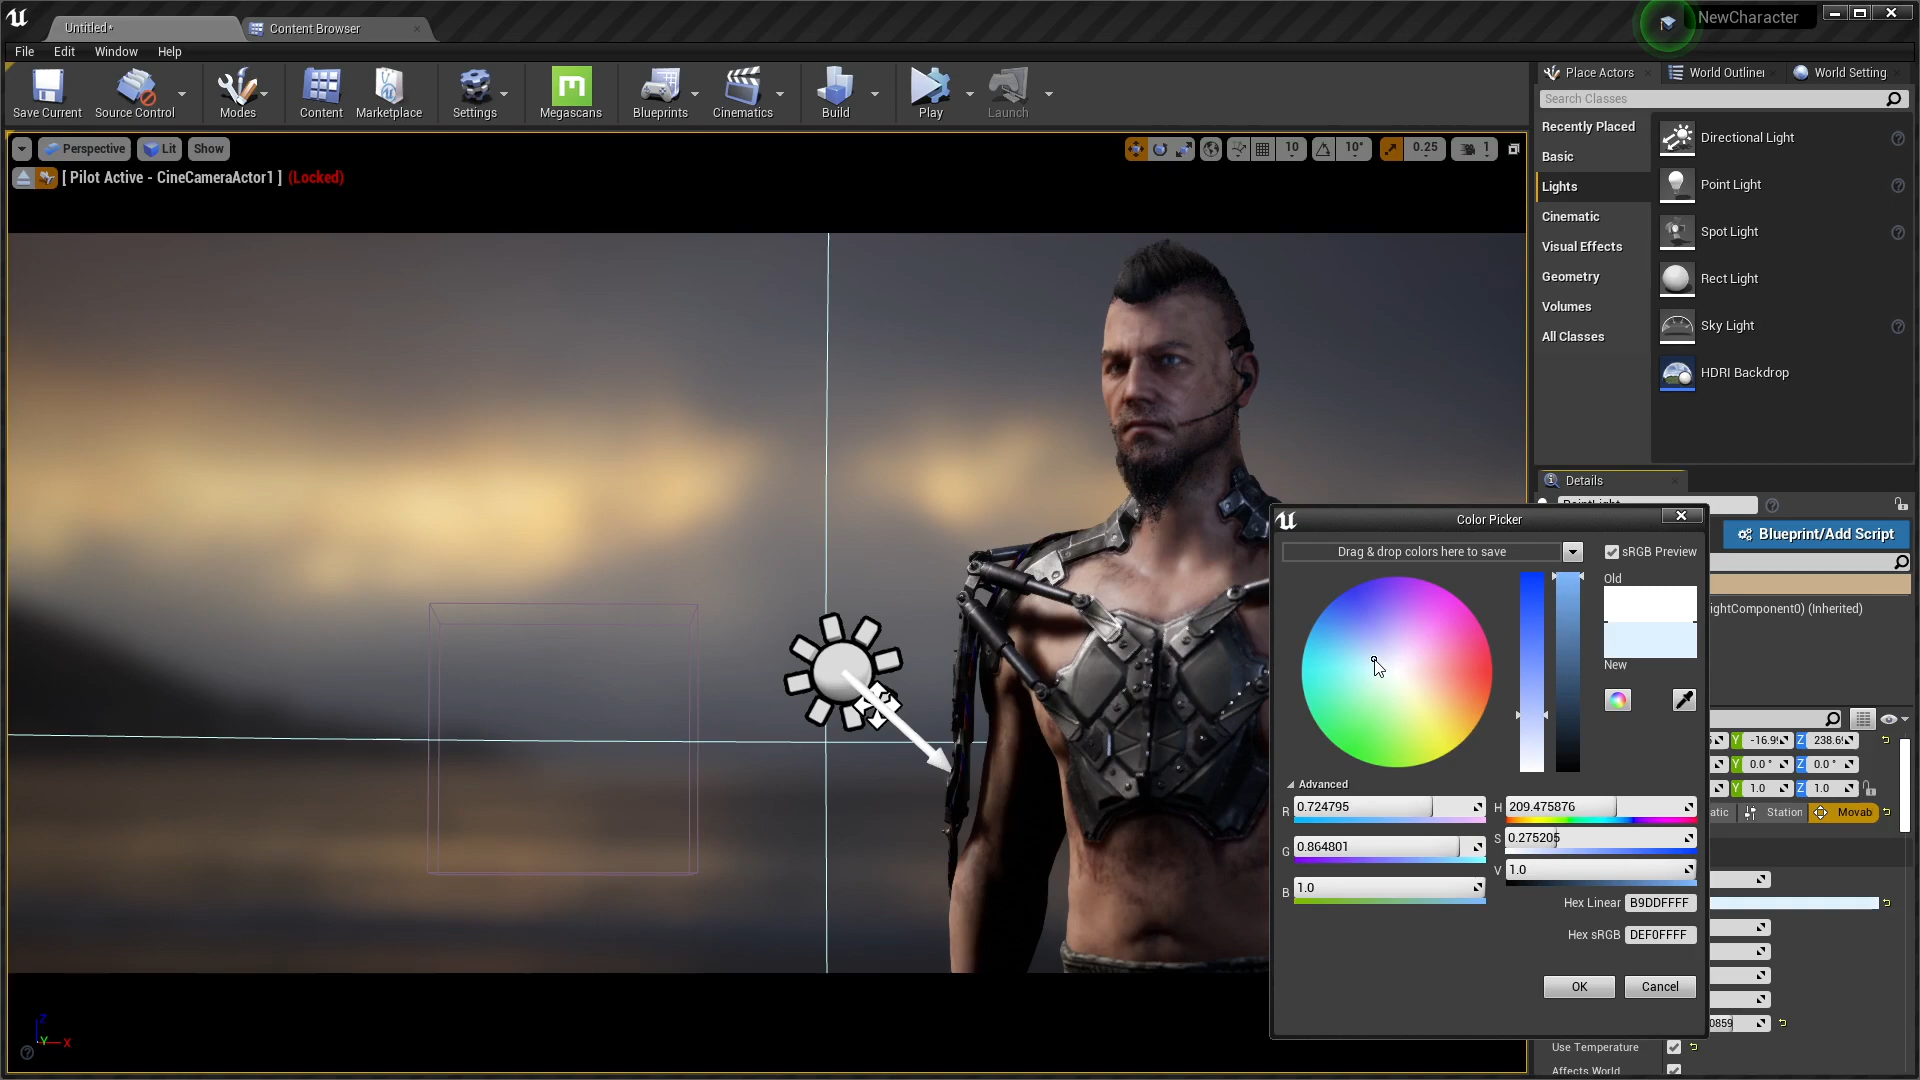 Untitled*
Content Browser
NewCharacter
File
Edit
Window
Help
Save Current
Source Control
Modes
Content
Marketplace
Settings
Megascans
Blueprints
Cinematics
Build
Play
Launch
Perspective
Lit
Show
10
10°
0.25
1
[ Pilot Active - CineCameraActor1 ] (Locked)
Place Actors
World Outliner
World Setting
Search Classes
Recently Placed
Basic
Lights
Cinematic
Visual Effects
Geometry
Volumes
All Classes
Directional Light
Point Light
Spot Light
Rect Light
Sky Light
HDRI Backdrop
Details
Blueprint/Add Script
ightComponent0) (Inherited)
Y -16.9
Z 238.6
0.0 °
0.0 °
1.0
1.0
atic
Station
Movab
0859
Use Temperature
Affects World
Color Picker
Drag & drop colors here to save
sRGB Preview
Old
New
Advanced
R 0.724795
G 0.864801
B 1.0
H 209.475876
S 0.275205
V 1.0
Hex Linear B9DDFFFF
Hex sRGB DEF0FFFF
OK
Cancel
Z
Y
X